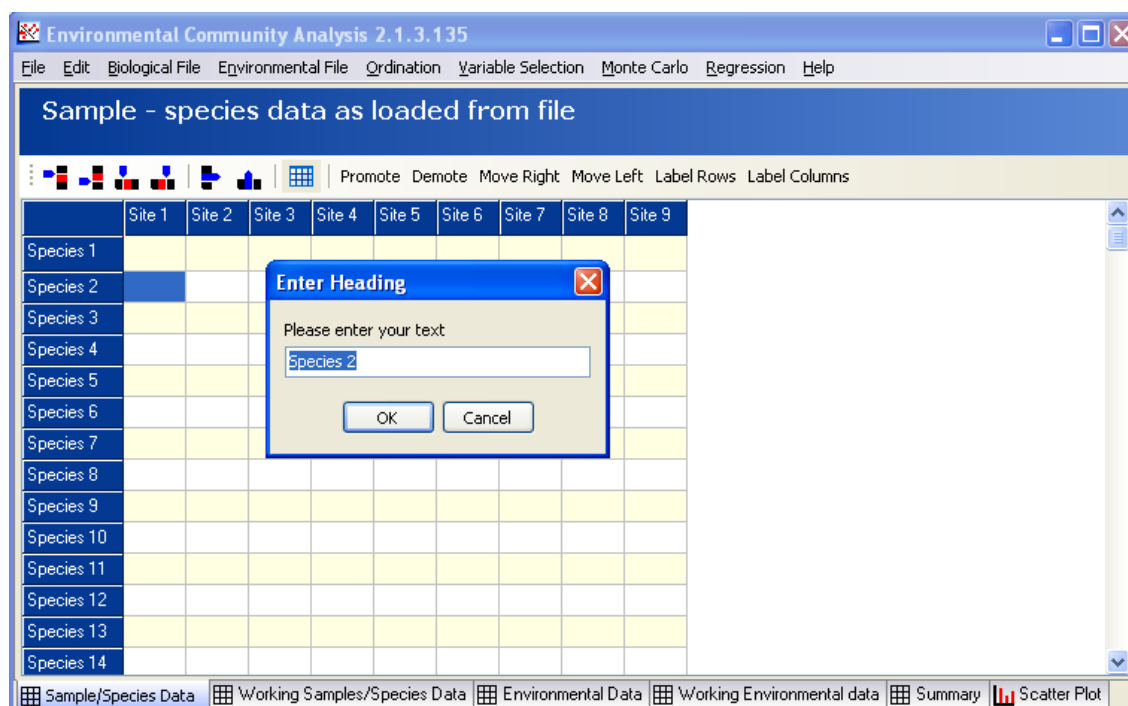 Environmental Community Analysis 2.1.3.135
File Edit Biological File Environmental File Ordination Variable Selection Monte Carlo Regression Help
Sample - species data as loaded from file
Promote Demote Move Right Move Left Label Rows Label Columns
Site 1 Site 2 Site 3 Site 4 Site 5 Site 6 Site 7 Site 8 Site 9
Species 1
Species 2
Species 3
Species 4
Species 5
Species 6
Species 7
Species 8
Species 9
Species 10
Species 11
Species 12
Species 13
Species 14
Enter Heading
Please enter your text
Species 2
OK Cancel
Sample/Species Data Working Samples/Species Data Environmental Data Working Environmental data Summary Scatter Plot